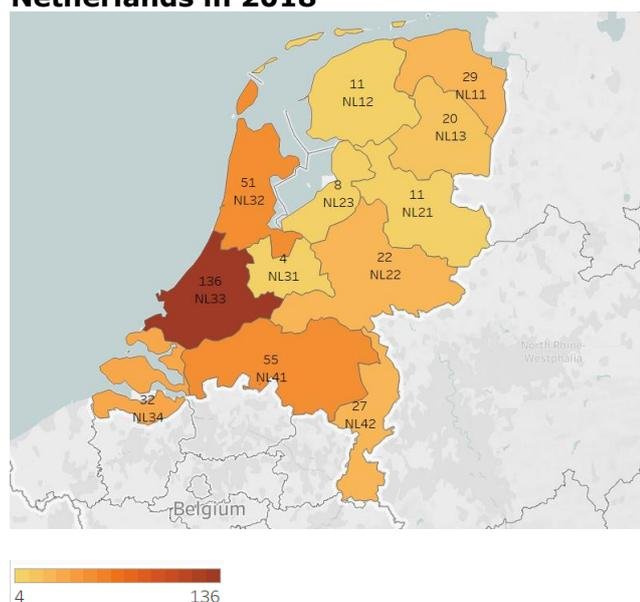 Netherlands in 2018
11
NL12
29
NL11
20
NL13
51
NL32
8
NL23
11
NL21
4
NL31
22
NL22
136
NL33
North Rhine-
Westphalia
55
NL41
32
NL34
27
NL42
Belgium
4 136